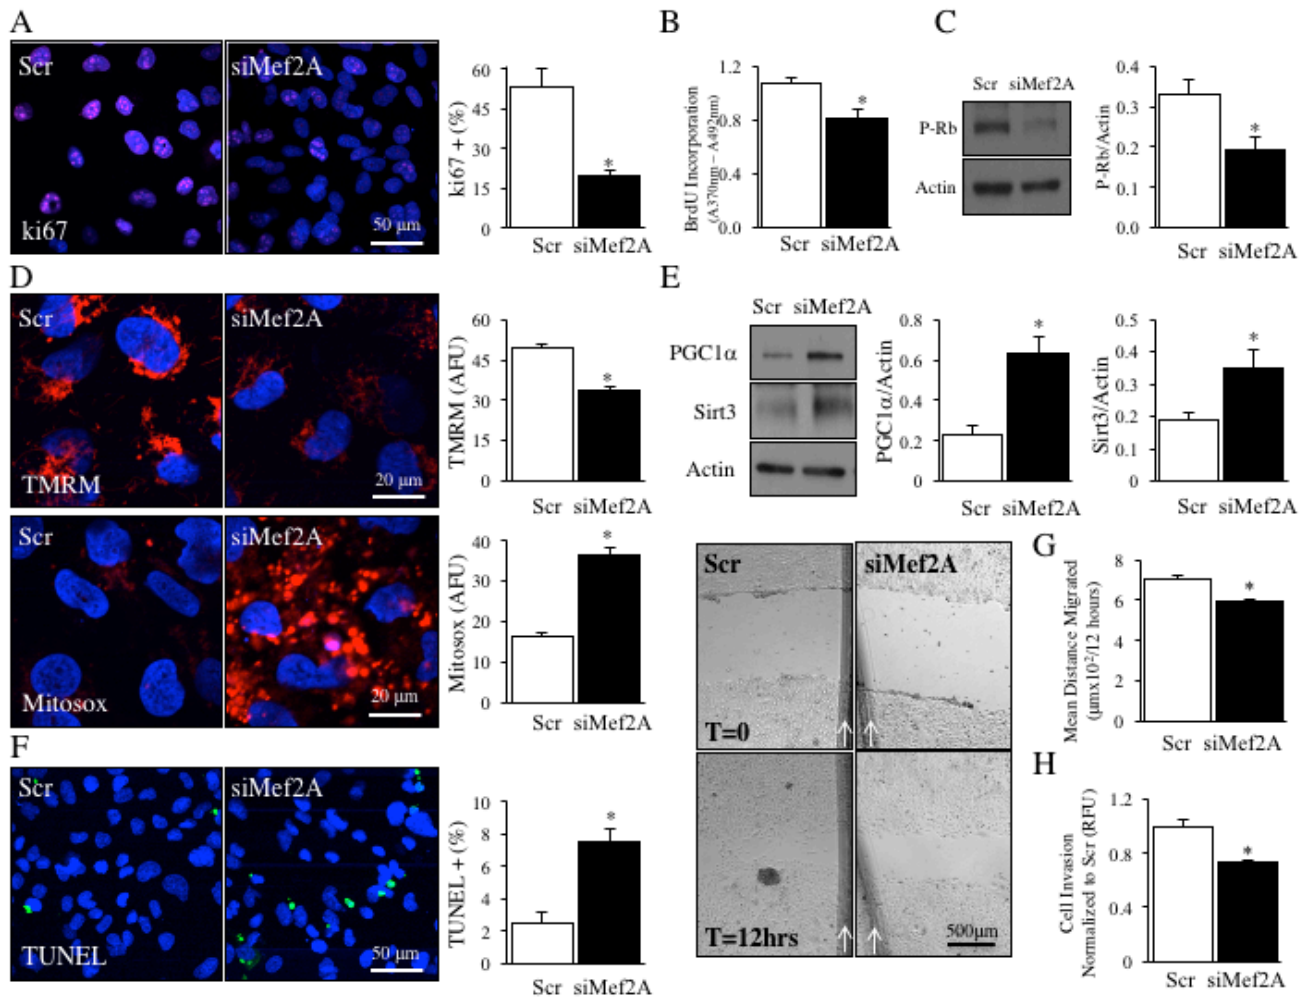 A
Scr
siMef2A
ki67
50 µm
ki67 + (%)
60
45
30
15
0
Scr siMef2A
B
BrdU Incorporation
(A370nm – A492nm)
1.2
0.8
0.4
0.0
*
Scr siMef2A
C
Scr siMef2A
P-Rb
Actin
P-Rb/Actin
0.4
0.3
0.2
0.1
0.0
*
Scr siMef2A
*
D
Scr
siMef2A
TMRM
20 µm
TMRM (AFU)
60
45
30
15
0
*
Scr siMef2A
Scr
siMef2A
Mitosox
20 µm
Mitosox (AFU)
40
30
20
10
0
*
Scr siMef2A
E
Scr siMef2A
PGC1α
Sirt3
Actin
PGC1α/Actin
0.8
0.6
0.4
0.2
0
*
Scr siMef2A
Sirt3/Actin
0.5
0.4
0.3
0.2
0.1
0
*
Scr siMef2A
F
Scr
siMef2A
TUNEL
50 µm
TUNEL + (%)
10
8
6
4
2
0
*
Scr siMef2A
Scr
siMef2A
T=0
T=12hrs
500µm
G
Mean Distance Migrated
(µmx10²/12 hours)
8
6
4
2
0
*
Scr siMef2A
H
Cell Invasion
Normalized to Scr (RFU)
1.2
0.8
0.4
0
*
Scr siMef2A